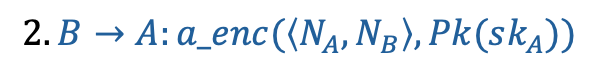 2. B → A: a_enc(⟨N_A, N_B⟩, Pk(sk_A))